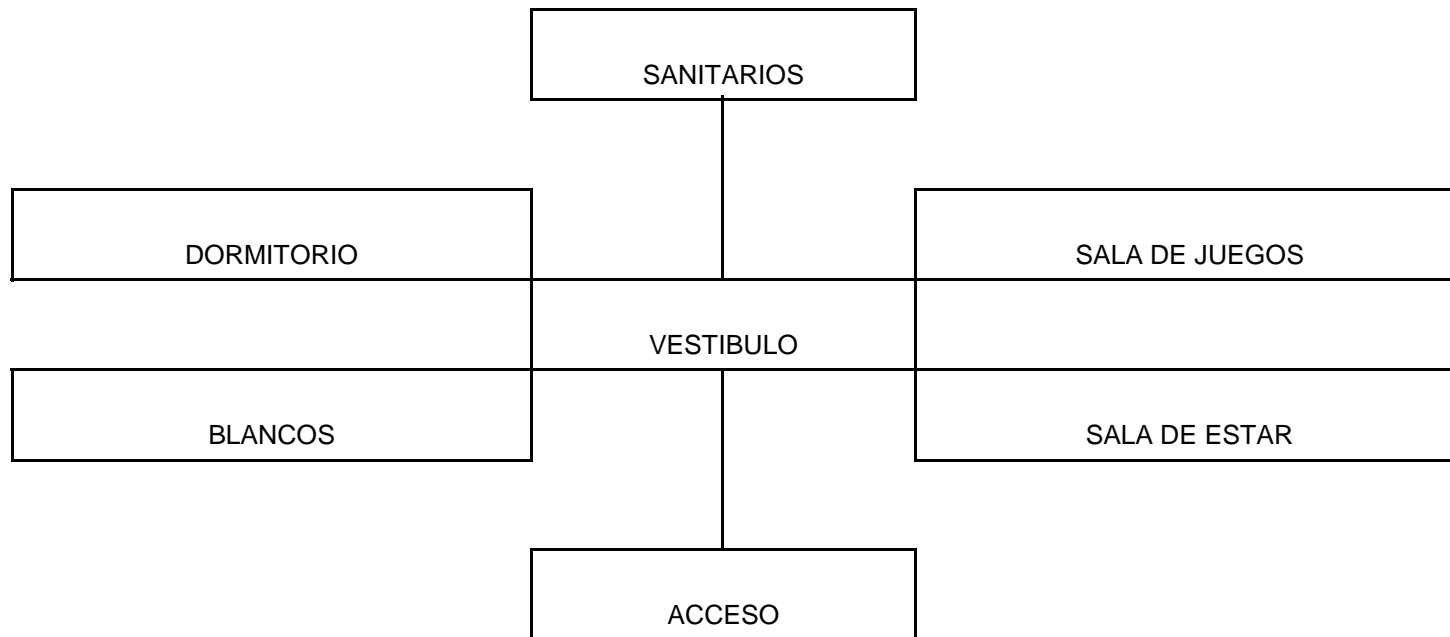 SANITARIOS
DORMITORIO
SALA DE JUEGOS
VESTIBULO
BLANCOS
SALA DE ESTAR
ACCESO